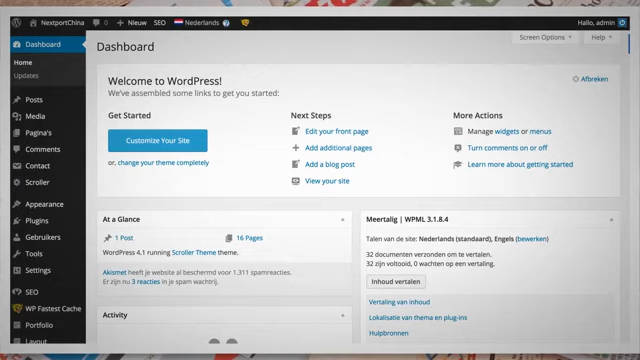 NextportChina 0 Nieuw SEO Nederlands Hallo, admin
Dashboard
Home
Updates
Posts
Media
Pagina's
Comments
Contact
Scroller
Appearance
Plugins
Gebruikers
Tools
Settings
SEO
WP Fastest Cache
Portfolio
Layout
Screen Options Help
Dashboard
Welcome to WordPress!
We've assembled some links to get you started:
Afbreken
Get Started
Customize Your Site
or, change your theme completely
Next Steps
Edit your front page
Add additional pages
Add a blog post
View your site
More Actions
Manage widgets or menus
Turn comments on or off
Learn more about getting started
At a Glance
1 Post 16 Pages
WordPress 4.1 running Scroller Theme theme.
Akismet heeft je website al beschermd voor 1.311 spamreacties.
Er zijn nu 3 reacties in je spam wachtrij.
Activity
Meertalig | WPML 3.1.8.4
Talen van de site: Nederlands (standaard), Engels (bewerken)
32 documenten verzonden om te vertalen.
32 zijn voltooid, 0 wachten op een vertaling.
Inhoud vertalen
Vertaling van inhoud
Lokalisatie van thema en plug-ins
Hulpbronnen